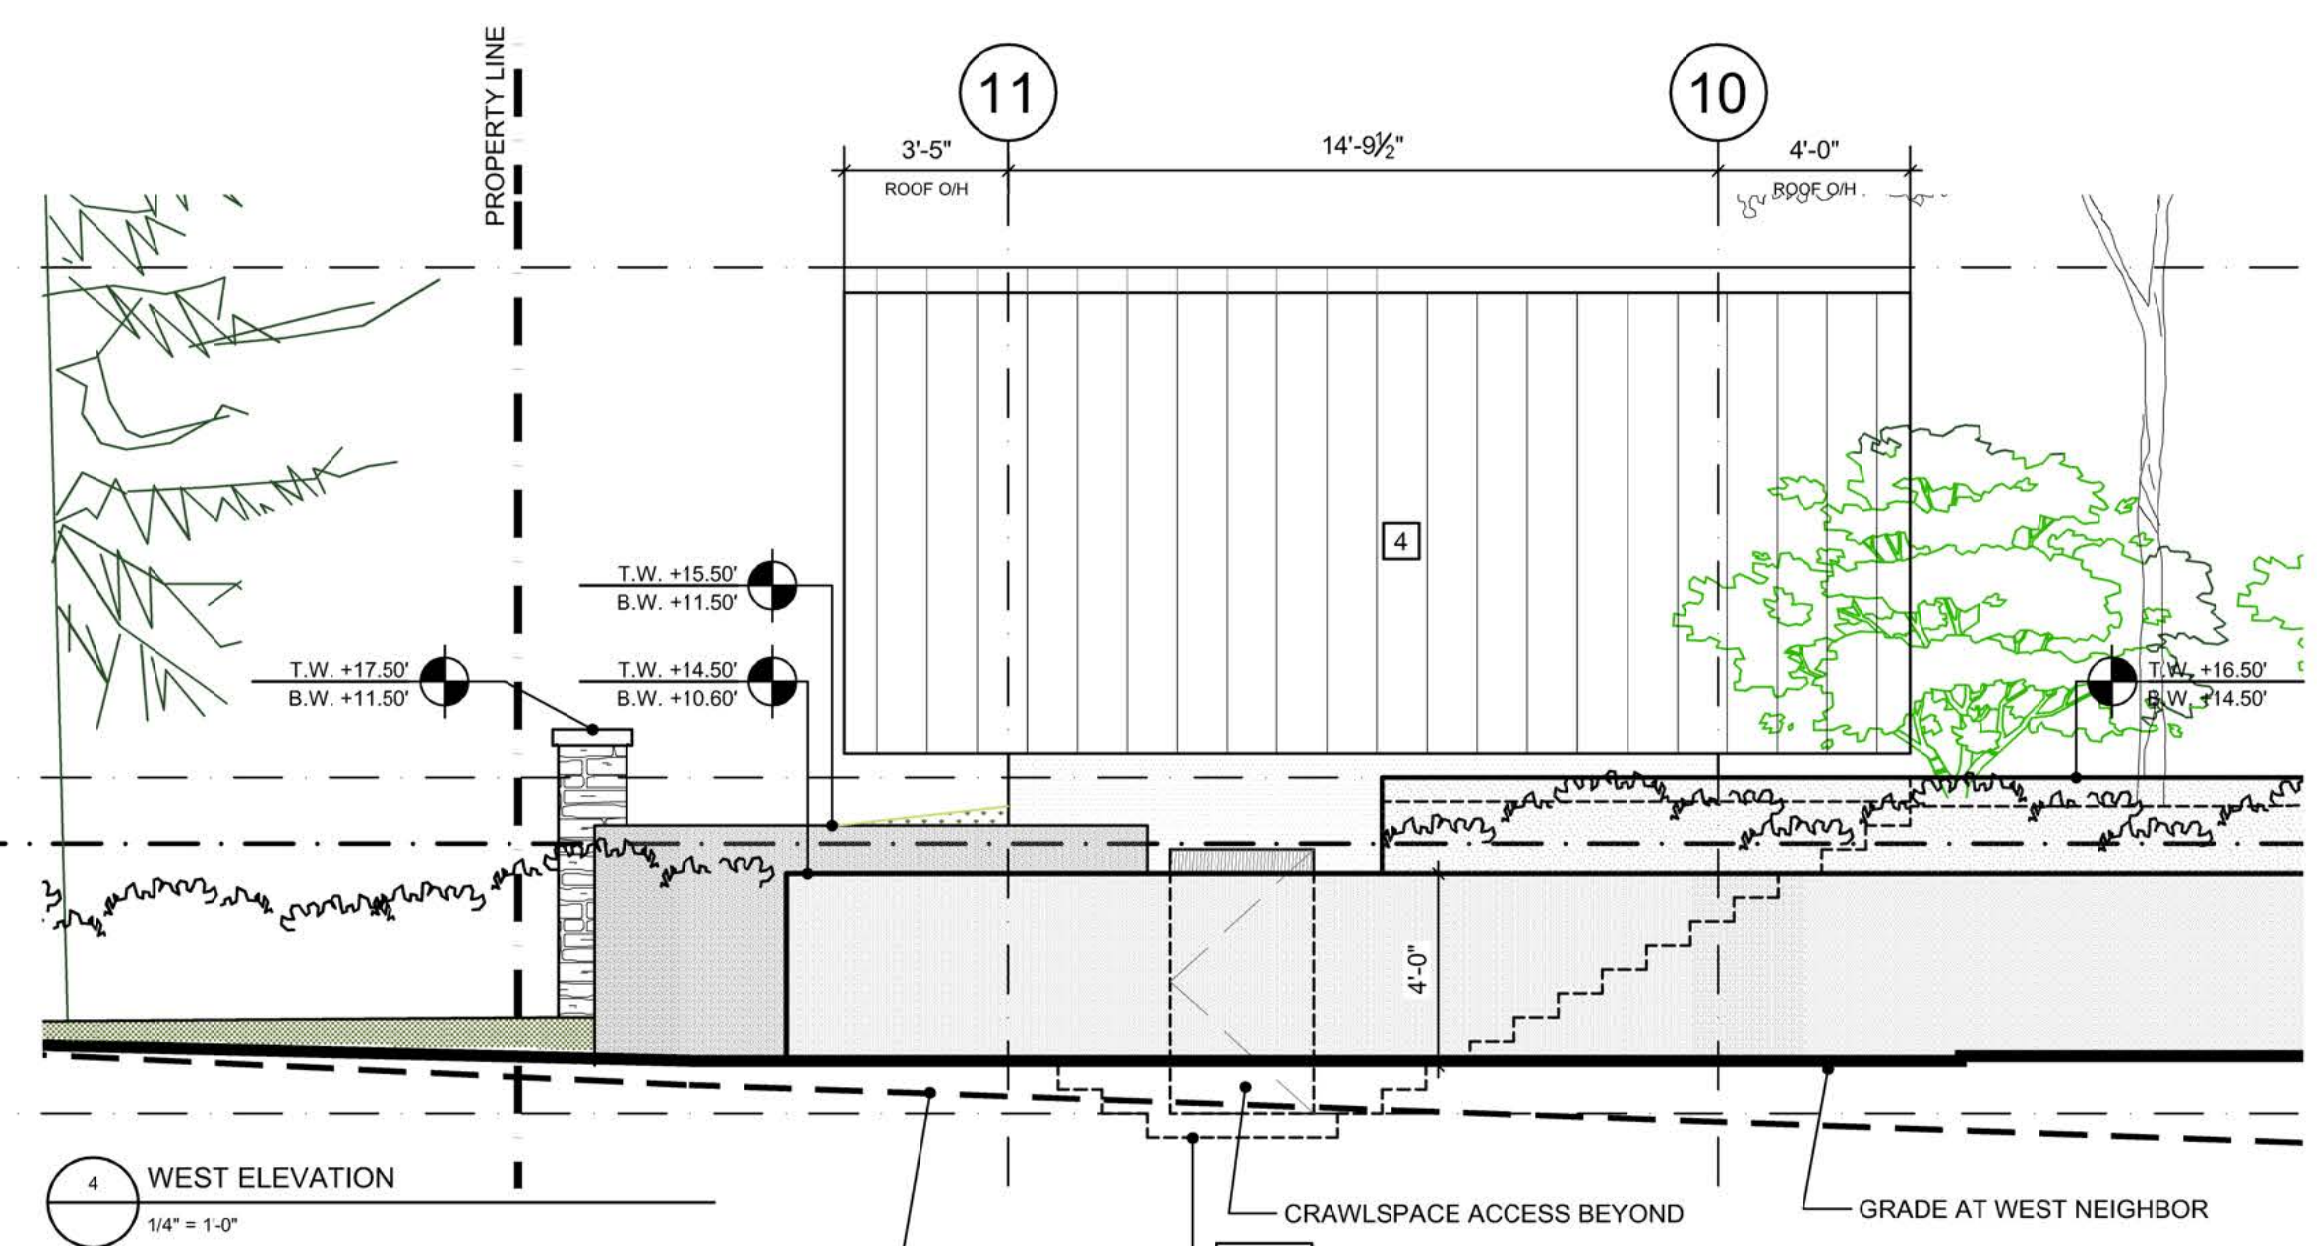 PROPERTY LINE
11
10
3'-5"
14'-9½"
4'-0"
ROOF O/H
ROOF O/H
4
T.W. +15.50'
B.W. +11.50'
T.W. +17.50'
B.W. +11.50'
T.W. +14.50'
B.W. +10.60'
T.W. +16.50'
B.W. +14.50'
4'-0"
4
WEST ELEVATION
1/4" = 1'-0"
CRAWLSPACE ACCESS BEYOND
GRADE AT WEST NEIGHBOR